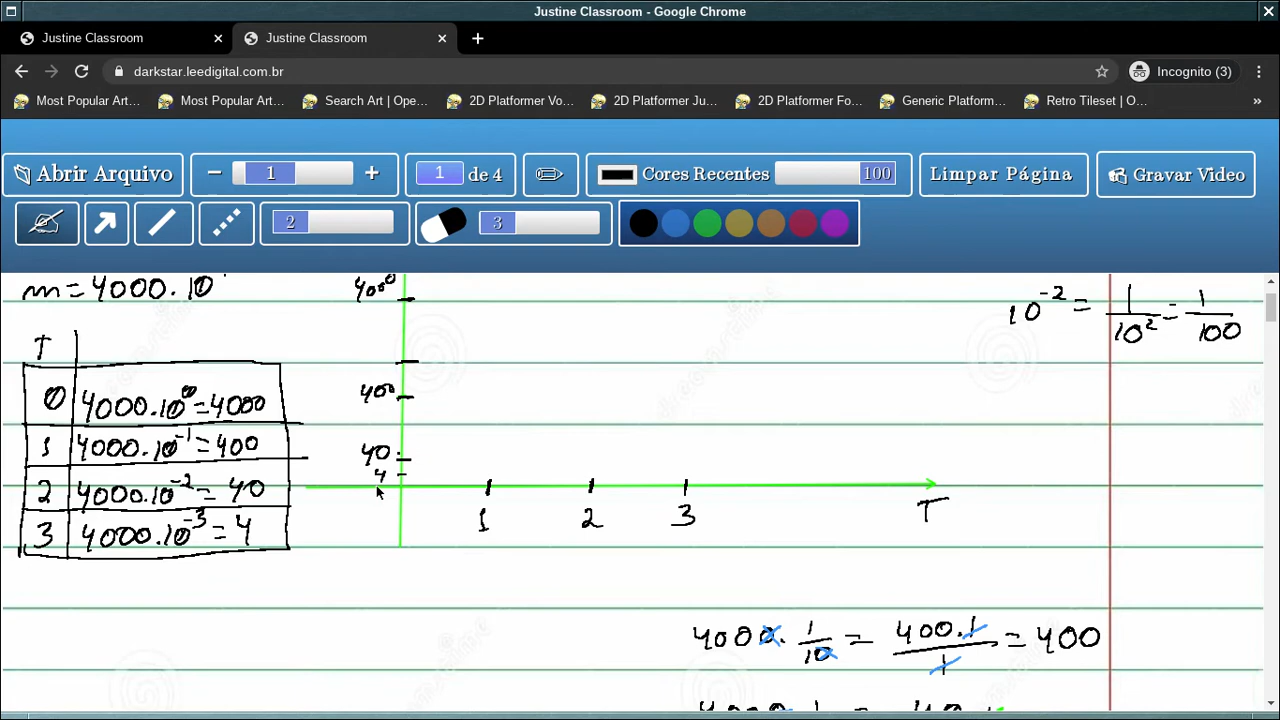 Justine Classroom - Google Chrome
Justine Classroom
Justine Classroom
darkstar.leedigital.com.br
Incognito (3)
Most Popular Art...
Most Popular Art...
Search Art | Ope...
2D Platformer Vo...
2D Platformer Ju...
2D Platformer Fo...
Generic Platform...
Retro Tileset | O...
»
Abrir Arquivo
− 1 +
1 de 4
Cores Recentes 100
Limpar Página
Gravar Video
2
3
m = 4000.10
4000
10⁻² = 1/10² = 1/100
T
0 4000.10⁰ = 4000
400
1 4000.10⁻¹ = 400
40
4
2 4000.10⁻² = 40
1 2 3 T
3 4000.10⁻³ = 4
4000 . 1/10 = 400.1/1 = 400